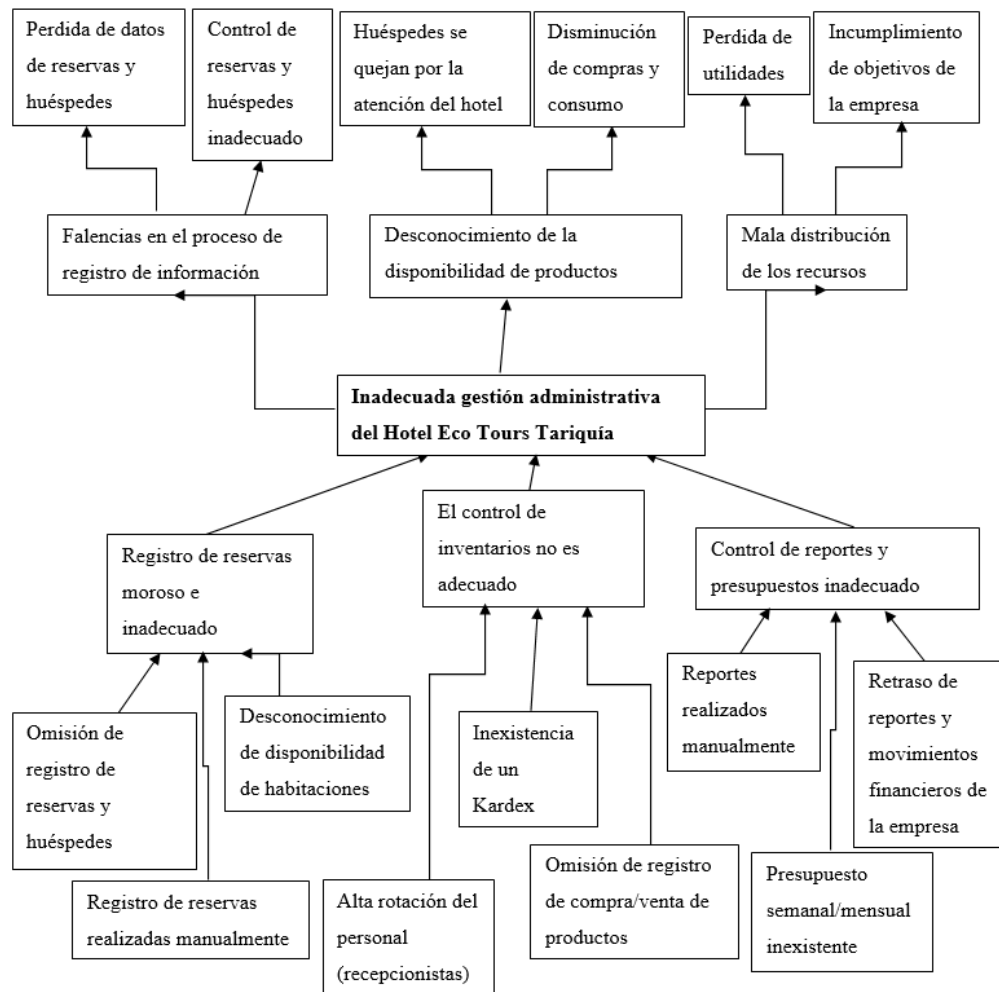 Perdida de datos
de reservas y
huéspedes
Control de
reservas y
huéspedes
inadecuado
Huéspedes se
quejan por la
atención del hotel
Disminución
de compras y
consumo
Perdida de
utilidades
Incumplimiento
de objetivos de
la empresa
Falencias en el proceso de
registro de información
Desconocimiento de la
disponibilidad de productos
Mala distribución
de los recursos
Inadecuada gestión administrativa
del Hotel Eco Tours Tariquía
Registro de reservas
moroso e
inadecuado
El control de
inventarios no es
adecuado
Control de reportes y
presupuestos inadecuado
Omisión de
registro de
reservas y
huéspedes
Desconocimiento
de disponibilidad
de habitaciones
Inexistencia
de un
Kardex
Reportes
realizados
manualmente
Retraso de
reportes y
movimientos
financieros de
la empresa
Registro de reservas
realizadas manualmente
Alta rotación del
personal
(recepcionistas)
Omisión de registro
de compra/venta de
productos
Presupuesto
semanal/mensual
inexistente